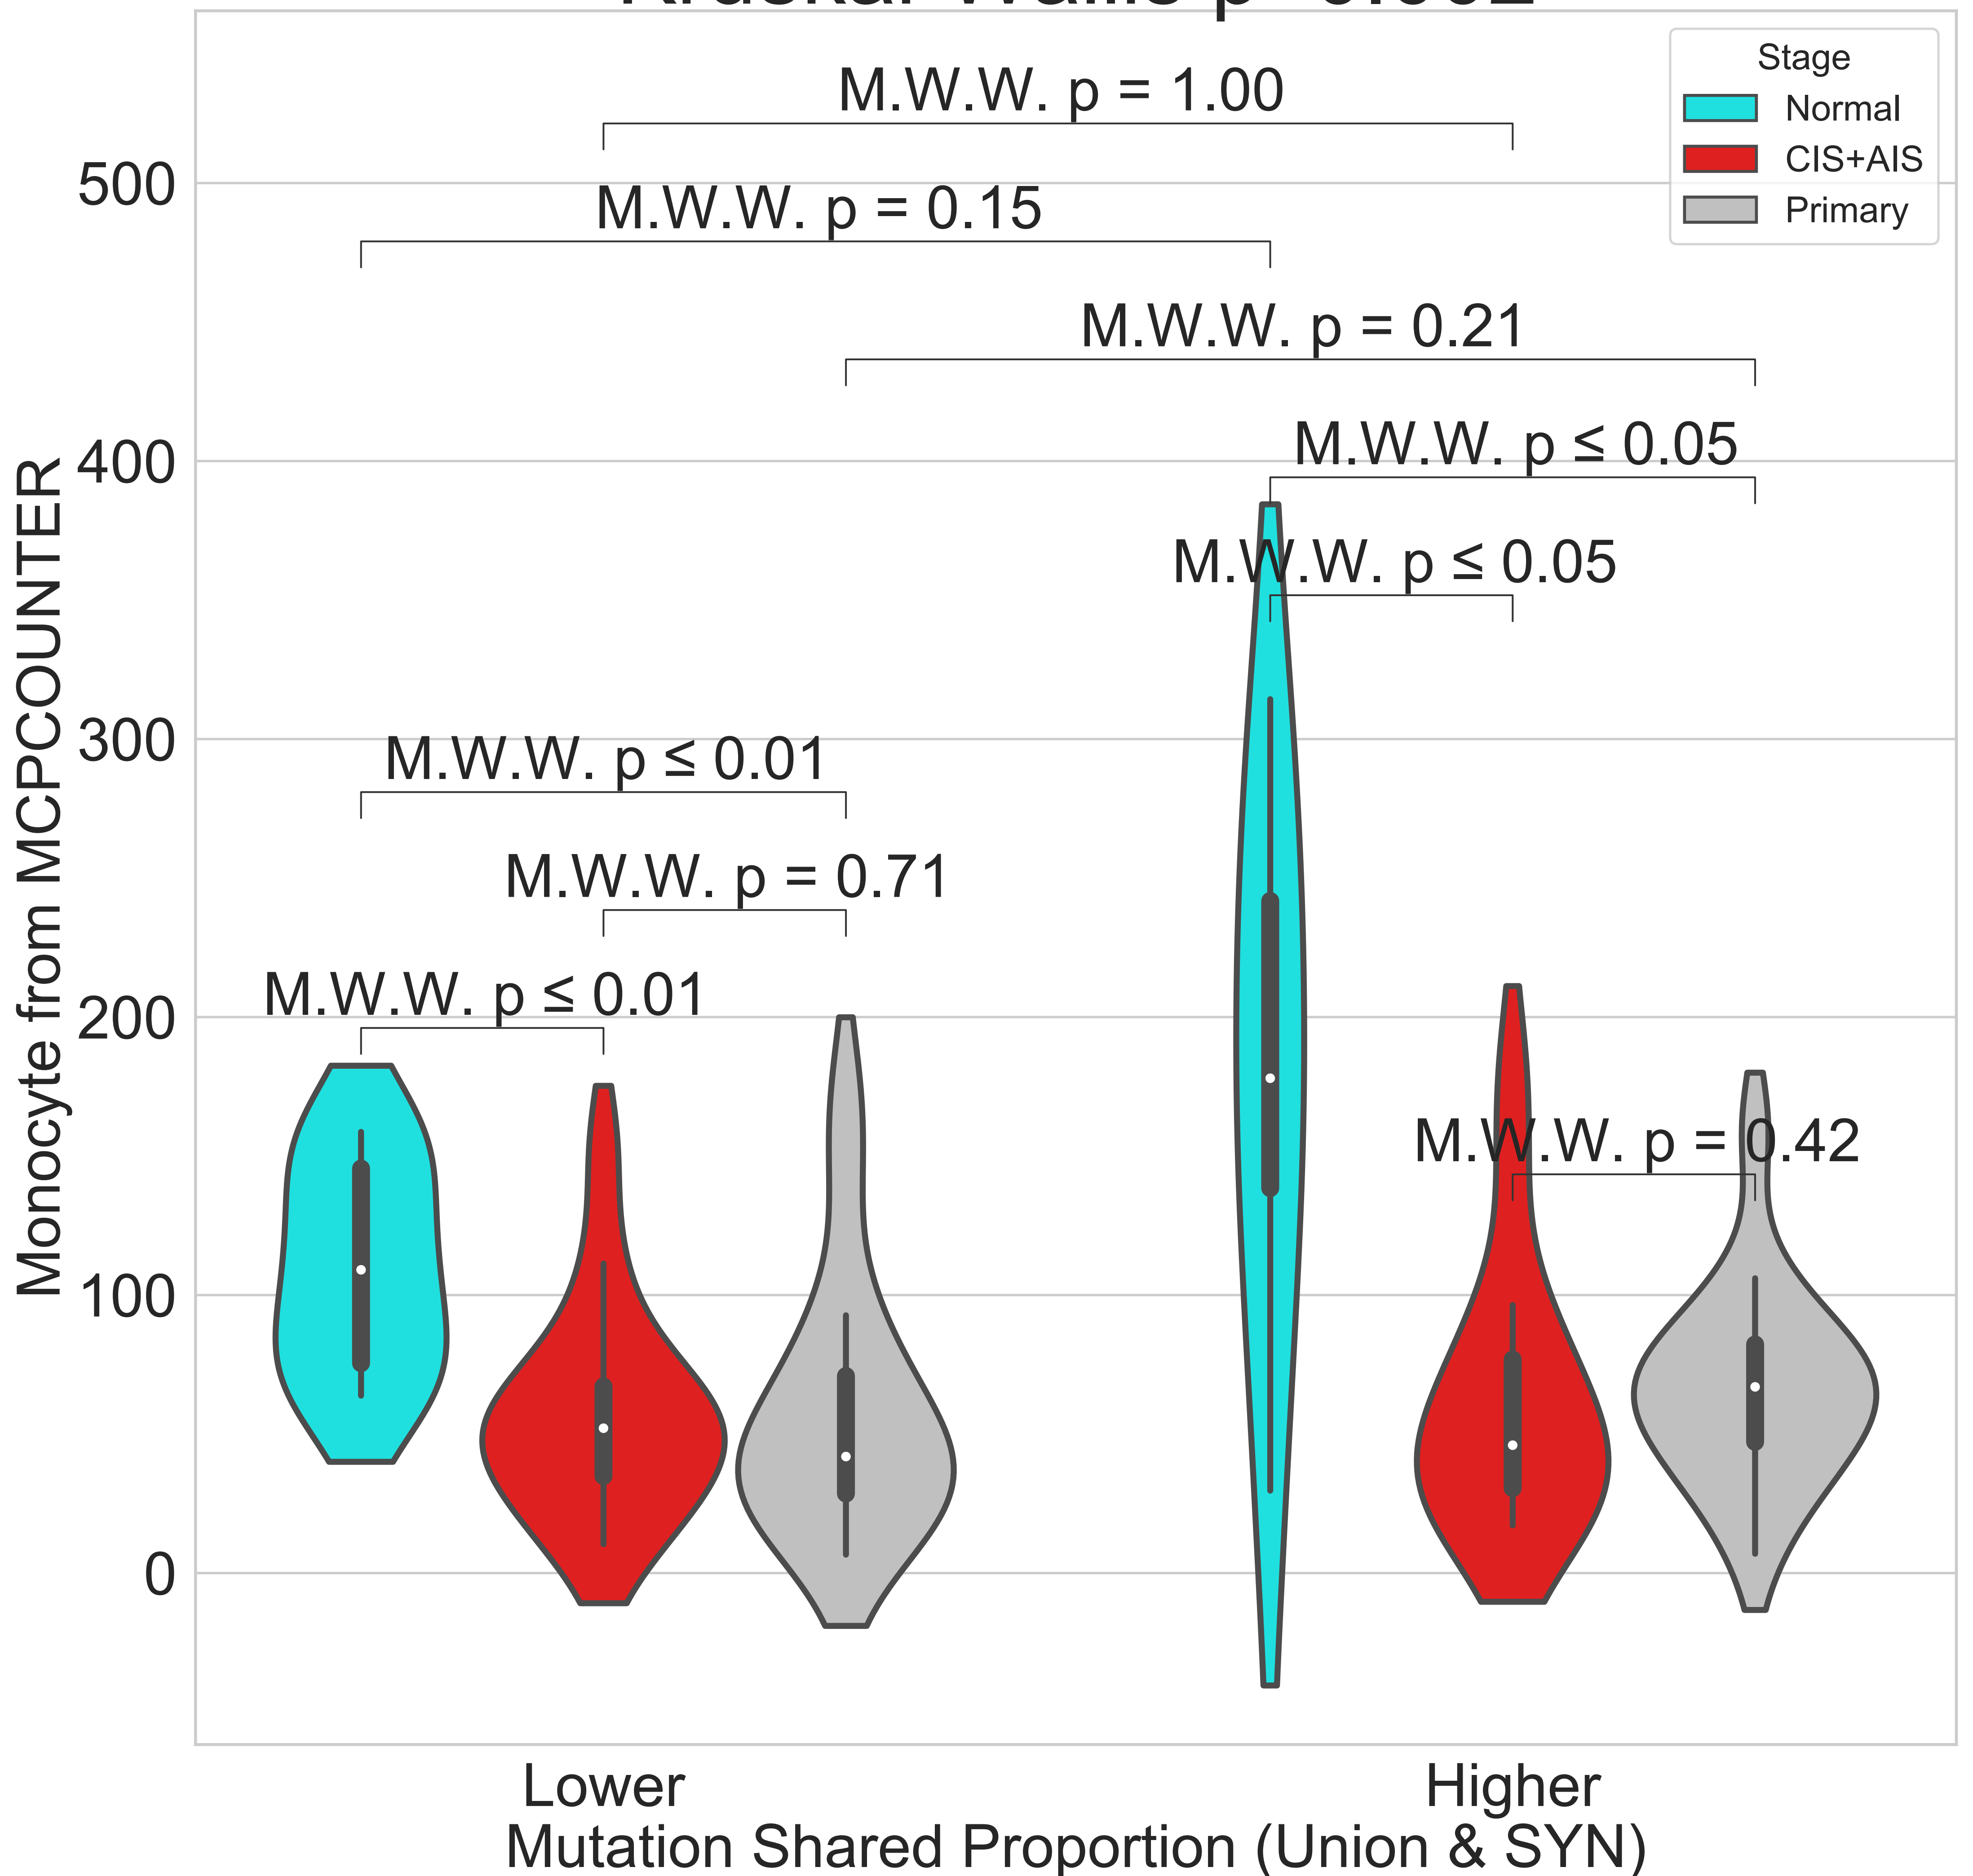 Stage
Normal
CIS+AIS
Primary
M.W.W. p = 1.00
M.W.W. p = 0.15
M.W.W. p = 0.21
M.W.W. p ≤ 0.05
M.W.W. p ≤ 0.05
M.W.W. p ≤ 0.01
M.W.W. p = 0.71
M.W.W. p ≤ 0.01
M.W.W. p = 0.42
Monocyte from MCPCOUNTER
500
400
300
200
100
0
Lower
Higher
Mutation Shared Proportion (Union & SYN)